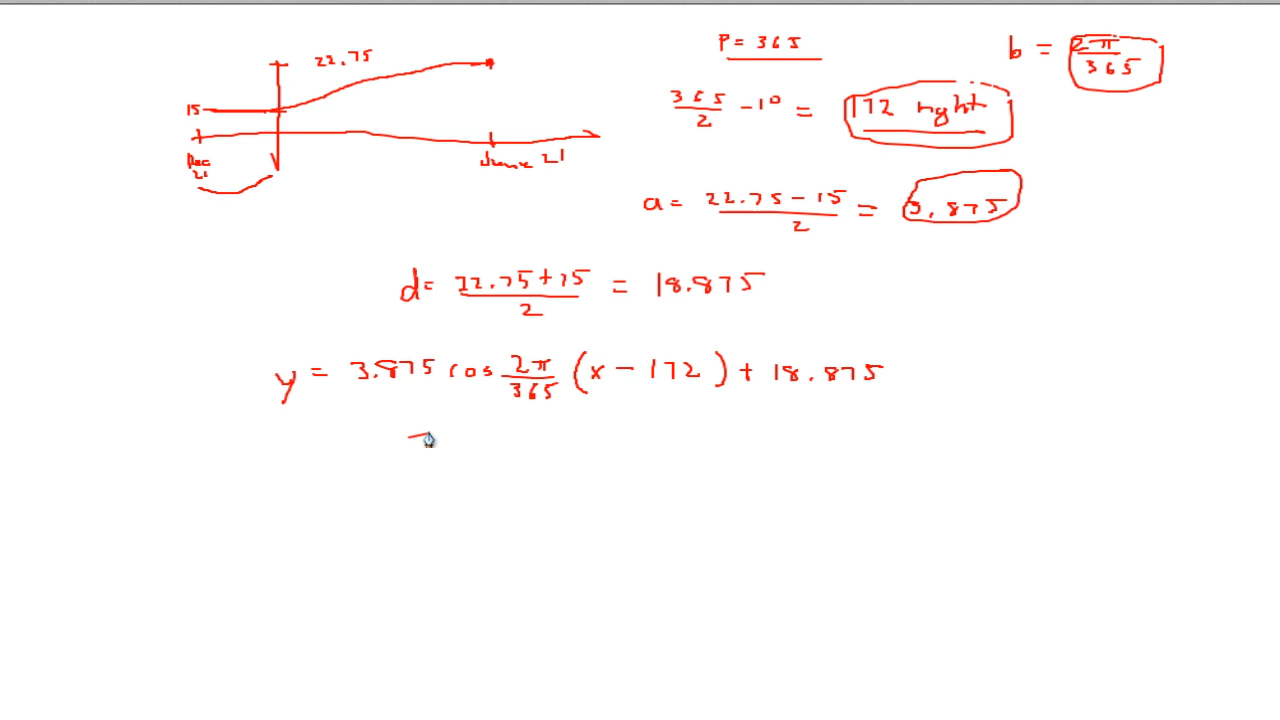 22.75
15
Dec 21
June 21
P = 365
b = 2π/365
365/2 - 10 = 172 right
a = 22.75 - 15/2 = 3.875
d = 22.75 + 15/2 = 18.875
y = 3.875 cos 2π/365 (x - 172) + 18.875